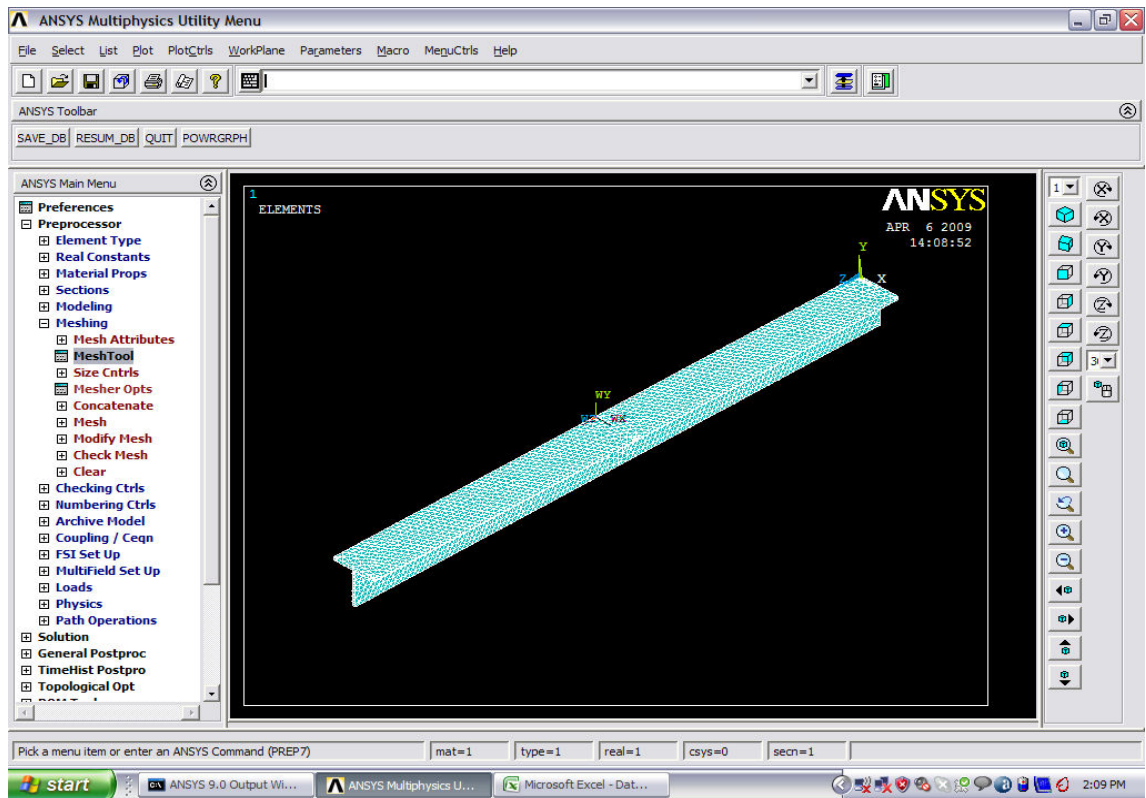 ANSYS Multiphysics Utility Menu
File Select List Plot PlotCtrls WorkPlane Parameters Macro MenuCtrls Help
ANSYS Toolbar
SAVE_DB RESUM_DB QUIT POWRGRPH
ANSYS Main Menu
Preferences
Preprocessor
Element Type
Real Constants
Material Props
Sections
Modeling
Meshing
Mesh Attributes
MeshTool
Size Cntrls
Mesher Opts
Concatenate
Mesh
Modify Mesh
Check Mesh
Clear
Checking Ctrls
Numbering Ctrls
Archive Model
Coupling / Ceqn
FSI Set Up
MultiField Set Up
Loads
Physics
Path Operations
Solution
General Postproc
TimeHist Postpro
Topological Opt
1
ELEMENTS
ANSYS
APR 6 2009
14:08:52
Y
Z X
WY
WX
1
X
X
Y
Y
Z
Z
3
Pick a menu item or enter an ANSYS Command (PREP7) mat=1 type=1 real=1 csys=0 secn=1
start ANSYS 9.0 Output Wi... ANSYS Multiphysics U... Microsoft Excel - Dat... 2:09 PM